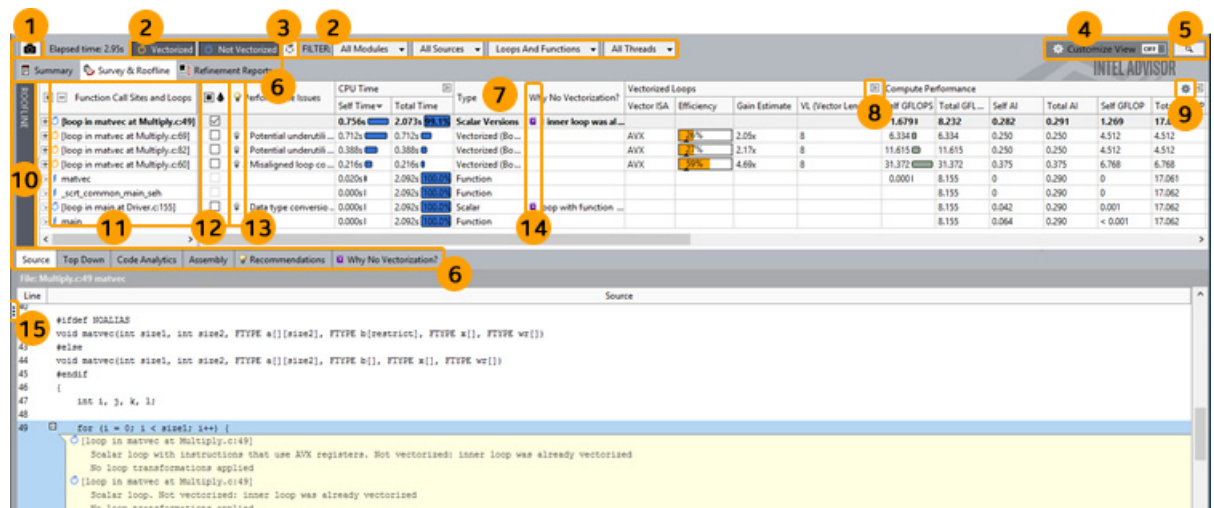 1 2 3 2 4 5
Elapsed time: 2.95s Vectorized Not Vectorized FILTER: All Modules All Sources Loops And Functions All Threads Customize View OFF
Summary Survey & Roofline Refinement Reports INTEL ADVISOR
6 7 8 9
ROOFLINE
Function Call Sites and Loops Performance Issues CPU Time Type Why No Vectorization? Vectorized Loops Compute Performance
Self Time Total Time Vector ISA Efficiency Gain Estimate VL (Vector Len Self GFLOPS Total GFL... Self AI Total AI Self GFLOP Total
[loop in matvec at Multiply.c:49] 0.756s 2.073s 99.1% Scalar Versions inner loop was al... 1.679 8.232 0.282 0.291 1.269 17.0
[loop in matvec at Multiply.c:69] Potential underutili... 0.712s 0.712s Vectorized (Bo... AVX 26% 2.05x 8 6.334 6.334 0.250 0.250 4.512 4.512
[loop in matvec at Multiply.c:82] Potential underutili... 0.388s 0.388s Vectorized (Bo... AVX 27% 2.17x 8 11.615 11.615 0.250 0.250 4.512 4.512
[loop in matvec at Multiply.c:60] Misaligned loop co... 0.216s 0.216s Vectorized (Bo... AVX 59% 4.69x 8 31.372 31.372 0.375 0.375 6.768 6.768
10
f matvec 0.020s 2.092s 100.0% Function 0.000 8.155 0 0.290 0 17.061
f _scrt_common_main_seh 0.000s 2.092s 100.0% Function 8.155 0 0.290 0 17.062
[loop in main at Driver.c:155] Data type conversio... 0.000s 2.092s 100.0% Scalar loop with function ... 8.155 0.042 0.290 0.001 17.062
f main 0.000s 2.092s 100.0% Function 8.155 0.064 0.290 < 0.001 17.062
11 12 13 14
Source Top Down Code Analytics Assembly Recommendations Why No Vectorization?
6
File: Multiply.c:49 matvec
Line Source
15
#ifdef NOALIAS
void matvec(int size1, int size2, FTYPE a[][size2], FTYPE b[restrict], FTYPE x[], FTYPE wr[])
43 #else
44 void matvec(int size1, int size2, FTYPE a[][size2], FTYPE b[], FTYPE x[], FTYPE wr[])
45 #endif
46 {
47 int i, j, k, l;
48
49 for (i = 0; i < size1; i++) {
[loop in matvec at Multiply.c:49]
Scalar loop with instructions that use AVX registers. Not vectorized: inner loop was already vectorized
No loop transformations applied
[loop in matvec at Multiply.c:49]
Scalar loop. Not vectorized: inner loop was already vectorized
No loop transformations applied